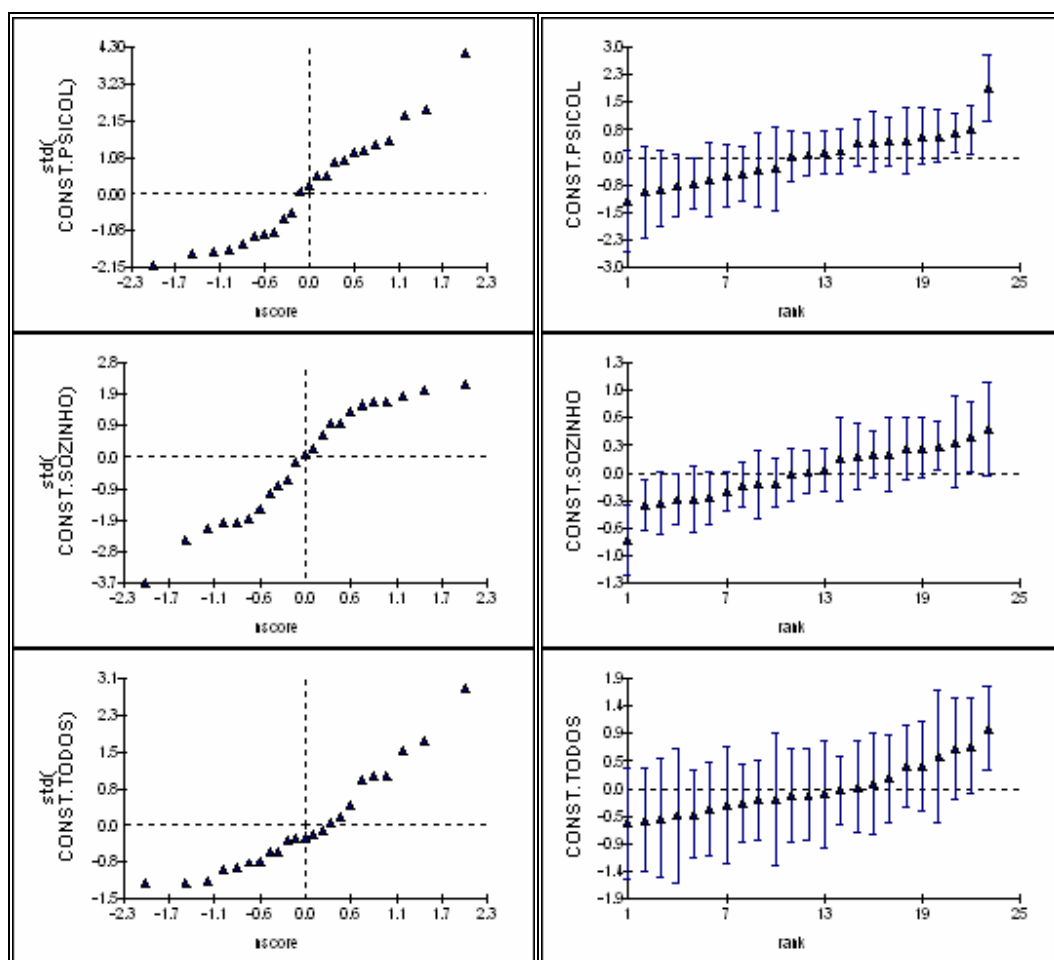 4.30
3.23
2.15
1.08
0.00
-1.08
-2.15
std(
CONST.PSICOL)
-2.3 -1.7 -1.1 -0.6 0.0 0.6 1.1 1.7 2.3
nscore
3.0
2.3
1.5
0.8
0.0
-0.8
-1.5
-2.3
-3.0
CONST.PSICOL
1 7 13 19 25
rank
2.8
1.9
0.9
0.0
-0.9
-1.9
-2.8
-3.7
std(
CONST.SOZINHO)
-2.3 -1.7 -1.1 -0.6 0.0 0.6 1.1 1.7 2.3
nscore
1.3
1.0
0.6
0.3
0.0
-0.3
-0.6
-1.0
-1.3
CONST.SOZINHO
1 7 13 19 25
rank
3.1
2.3
1.5
0.8
0.0
-0.8
-1.5
std(
CONST.TODOS)
-2.3 -1.7 -1.1 -0.6 0.0 0.6 1.1 1.7 2.3
nscore
1.9
1.4
0.9
0.5
0.0
-0.5
-0.9
-1.4
-1.9
CONST.TODOS
1 7 13 19 25
rank